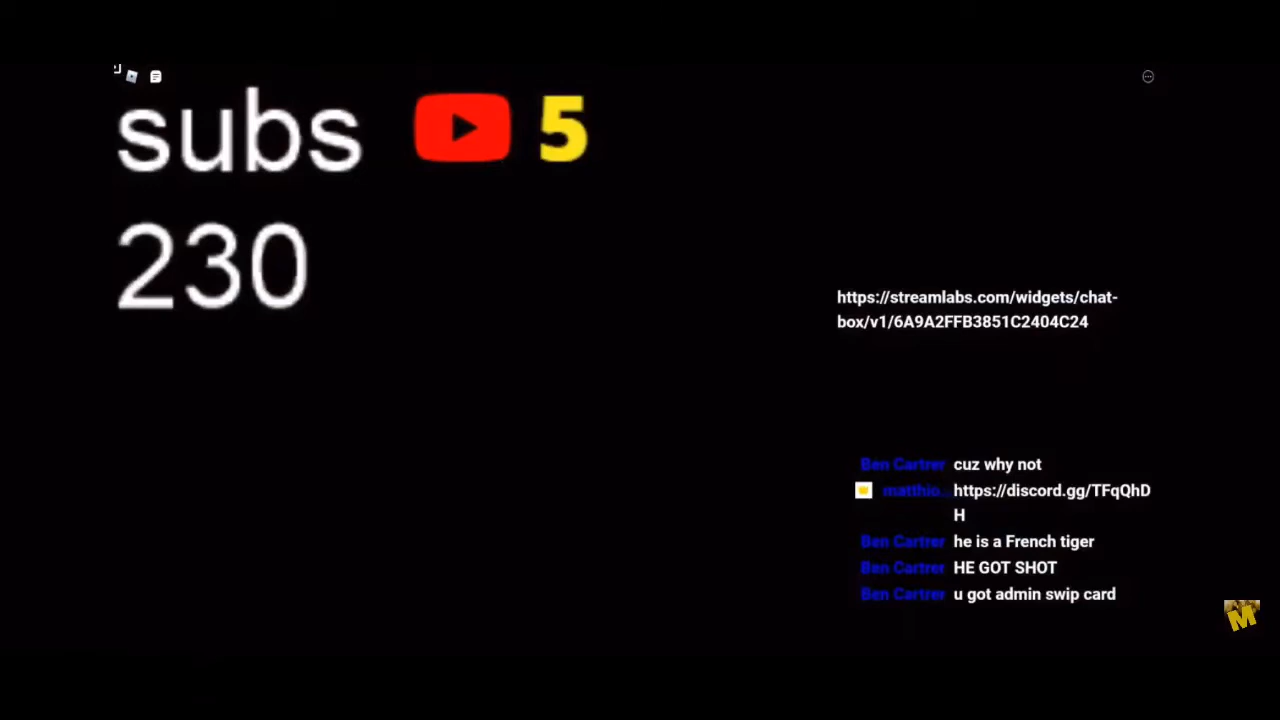 subs 5
230
https://streamlabs.com/widgets/chat-
box/v1/6A9A2FFB3851C2404C24
Ben Cartrer cuz why not
matthio... https://discord.gg/TFqQhD
H
Ben Cartrer he is a French tiger
Ben Cartrer HE GOT SHOT
Ben Cartrer u got admin swip card
M